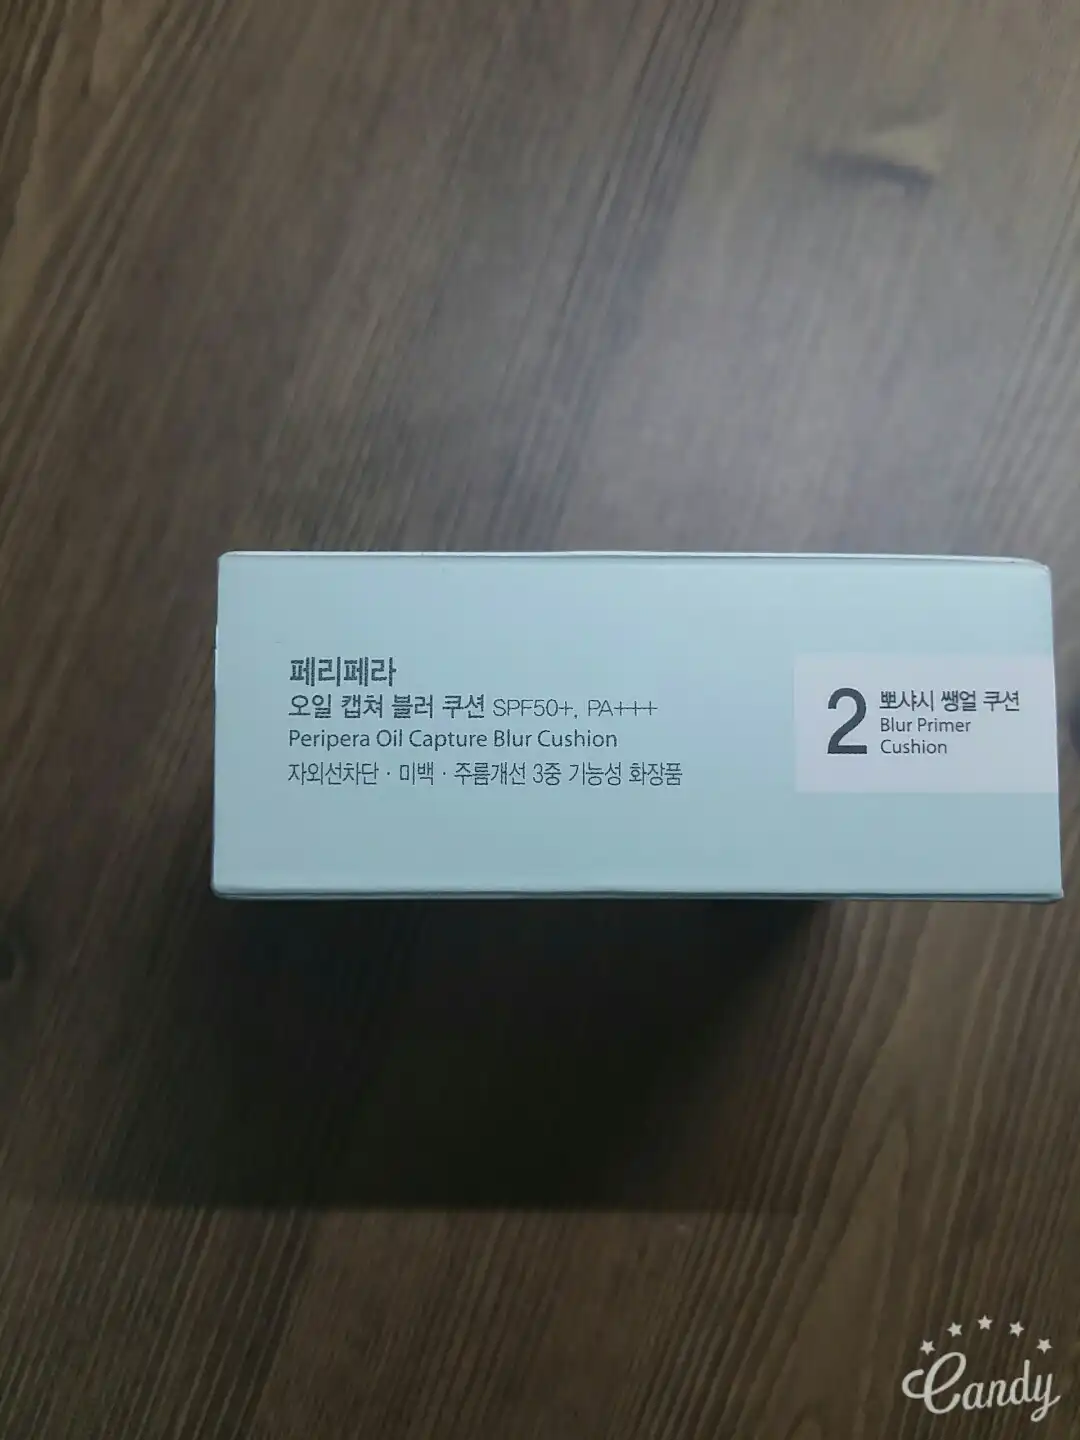 페리페라
오일 캡쳐 블러 쿠션 SPF50+, PA+++
Peripera Oil Capture Blur Cushion
자외선차단 · 미백 · 주름개선 3중 기능성 화장품
2 뽀샤시 쌩얼 쿠션
Blur Primer
Cushion
Candy